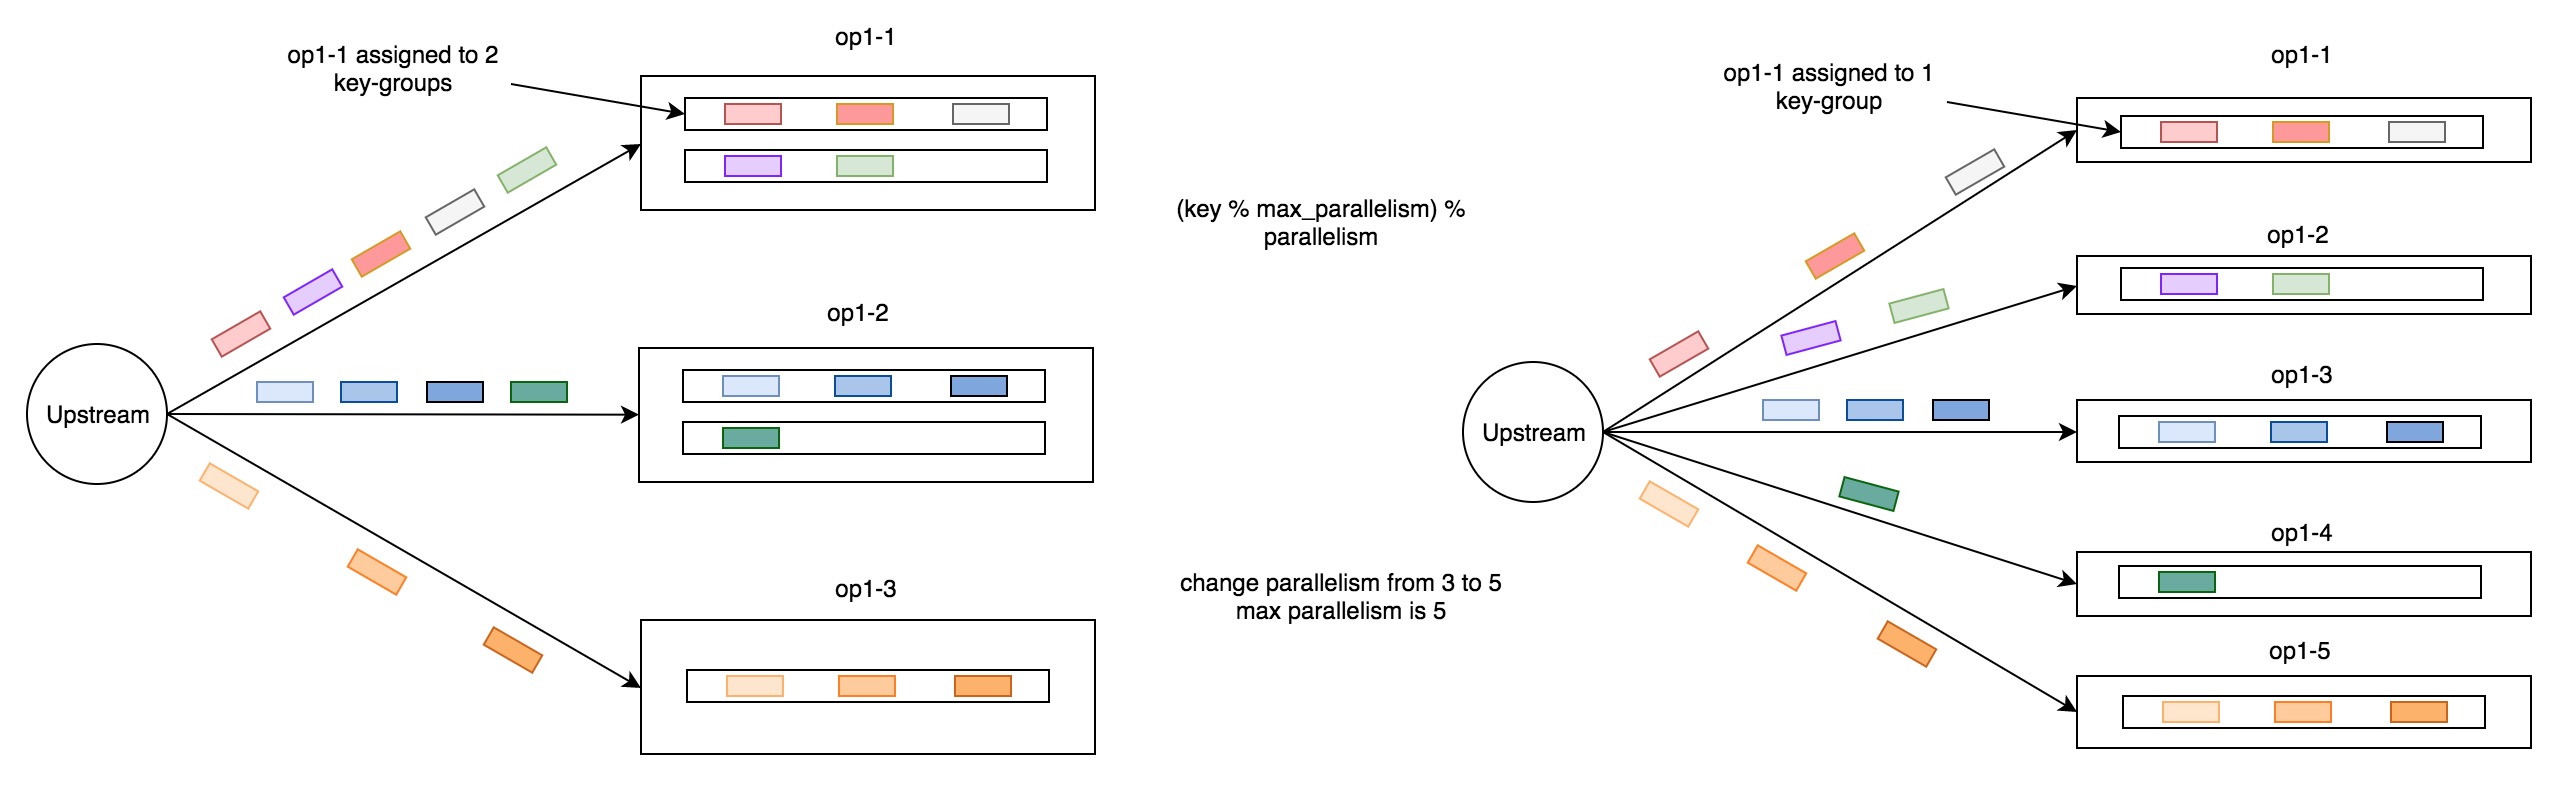 op1-1 assigned to 2
key-groups
op1-1
op1-2
op1-3
Upstream
(key % max_parallelism) %
parallelism
change parallelism from 3 to 5
max parallelism is 5
op1-1 assigned to 1
key-group
Upstream
op1-1
op1-2
op1-3
op1-4
op1-5